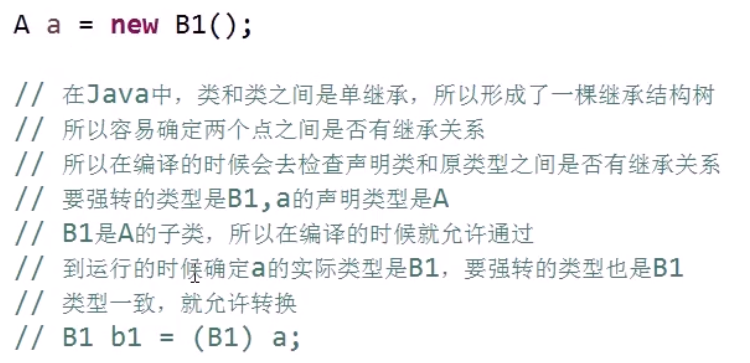 A a = new B1();
// 在Java中，类和类之间是单继承，所以形成了一棵继承结构树
// 所以容易确定两个点之间是否有继承关系
// 所以在编译的时候会去检查声明类和原类型之间是否有继承关系
// 要强转的类型是B1,a的声明类型是A
// B1是A的子类，所以在编译的时候就允许通过
// 到运行的时候确定a的实际类型是B1，要强转的类型也是B1
// 类型一致，就允许转换
// B1 b1 = (B1) a;